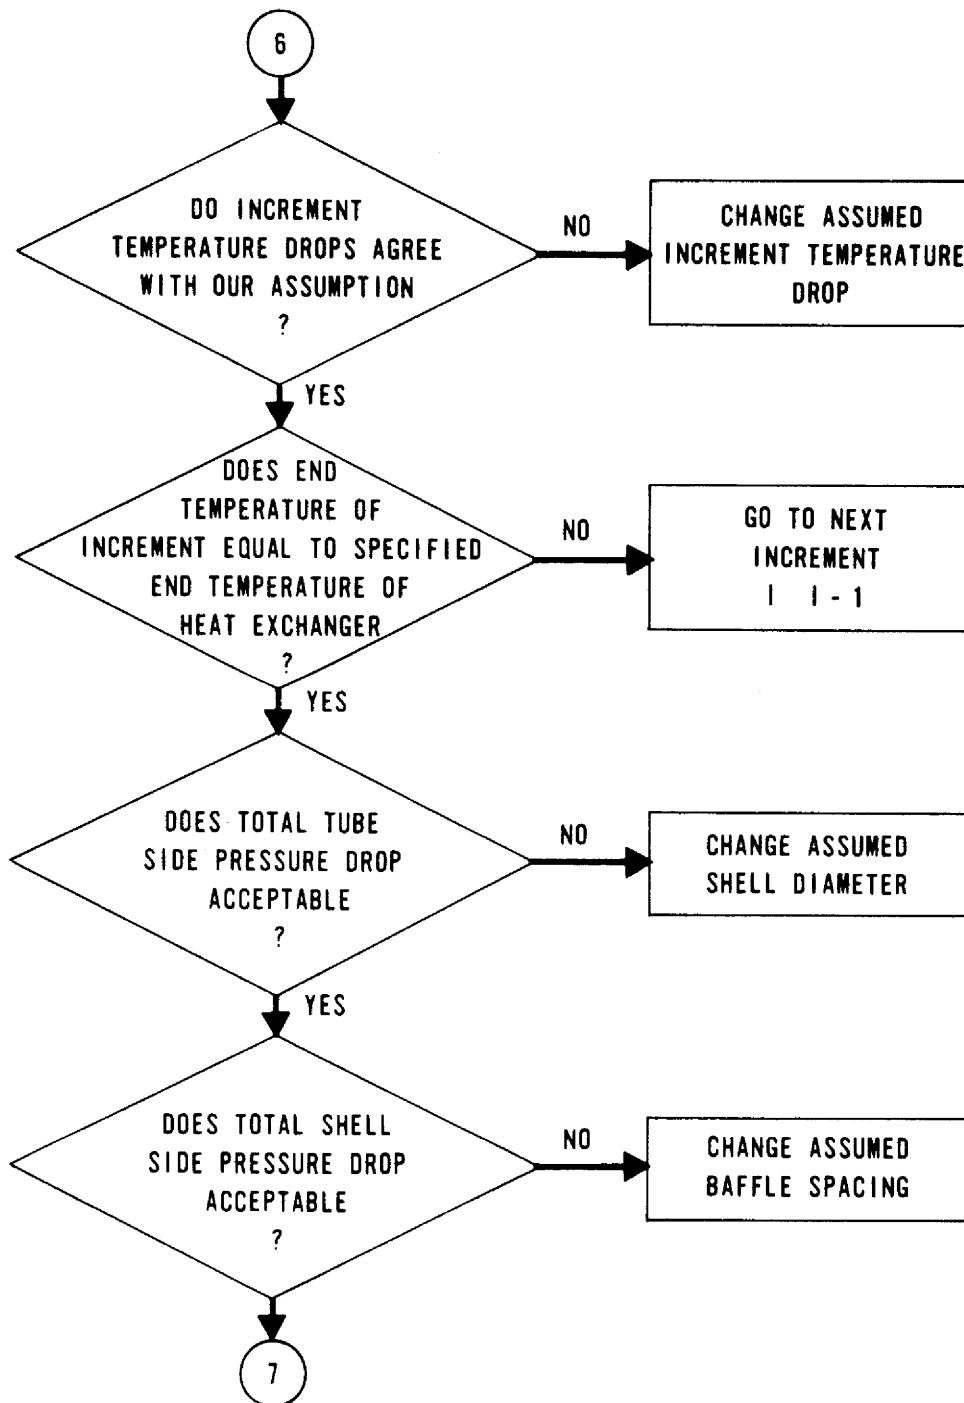 6
DO INCREMENT
TEMPERATURE DROPS AGREE
WITH OUR ASSUMPTION
?
NO
CHANGE ASSUMED
INCREMENT TEMPERATURE
DROP
YES
DOES END
TEMPERATURE OF
INCREMENT EQUAL TO SPECIFIED
END TEMPERATURE OF
HEAT EXCHANGER
?
NO
GO TO NEXT
INCREMENT
I I - 1
YES
DOES TOTAL TUBE
SIDE PRESSURE DROP
ACCEPTABLE
?
NO
CHANGE ASSUMED
SHELL DIAMETER
YES
DOES TOTAL SHELL
SIDE PRESSURE DROP
ACCEPTABLE
?
NO
CHANGE ASSUMED
BAFFLE SPACING
7